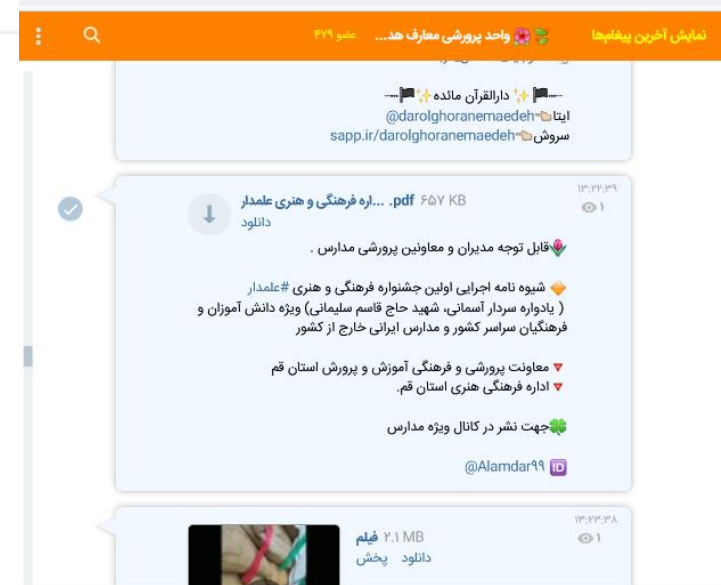 نمایش آخرین پیغام‌ها
واحد پرورشی معارف هد... عضو ۴۷۹
---🏴✨ دارالقرآن مائده ✨🏴---
ایتا👈🏻@darolghoranemaedeh
سروش👈🏻sapp.ir/darolghoranemaedeh
۱۳:۲۲:۳۹
۱
...اره فرهنگی و هنری علمدار .pdf ۶۵۷ KB
دانلود
🌷قابل توجه مدیران و معاونین پرورشی مدارس .
🔸 شیوه نامه اجرایی اولین جشنواره فرهنگی و هنری #علمدار
( یادواره سردار آسمانی، شهید حاج قاسم سلیمانی) ویژه دانش آموزان و
فرهنگیان سراسر کشور و مدارس ایرانی خارج از کشور
🔻معاونت پرورشی و فرهنگی آموزش و پرورش استان قم
🔻اداره فرهنگی هنری استان قم.
🍀جهت نشر در کانال ویژه مدارس
🆔 @Alamdar۹۹
۱۳:۲۳:۳۸
۱
فیلم ۲.۱ MB
دانلود پخش